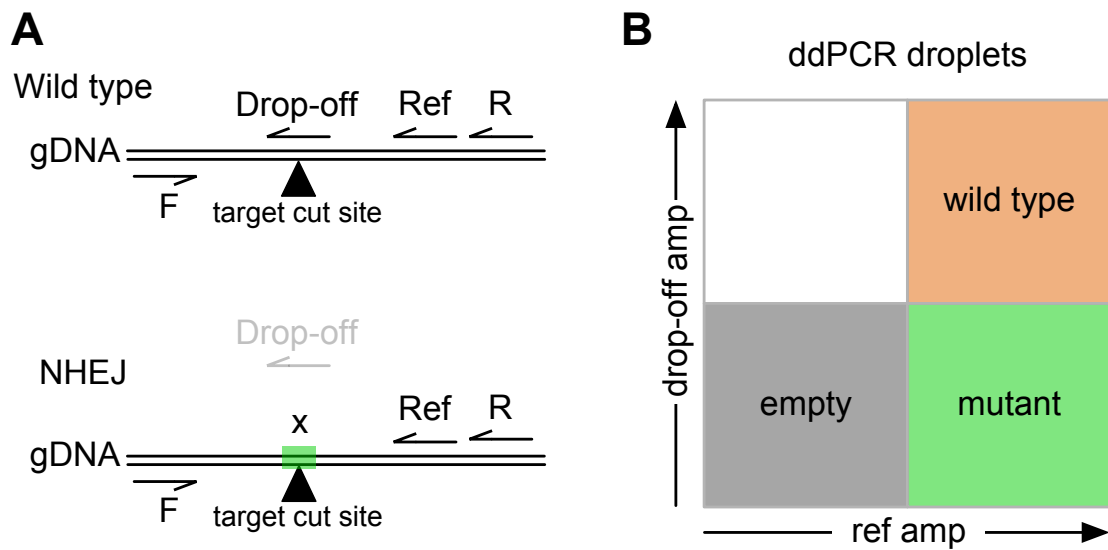 A
Wild type
Drop-off
Ref
R
gDNA
F
target cut site
Drop-off
NHEJ
x
Ref
R
gDNA
F
target cut site
B
ddPCR droplets
drop-off amp
wild type
empty
mutant
ref amp